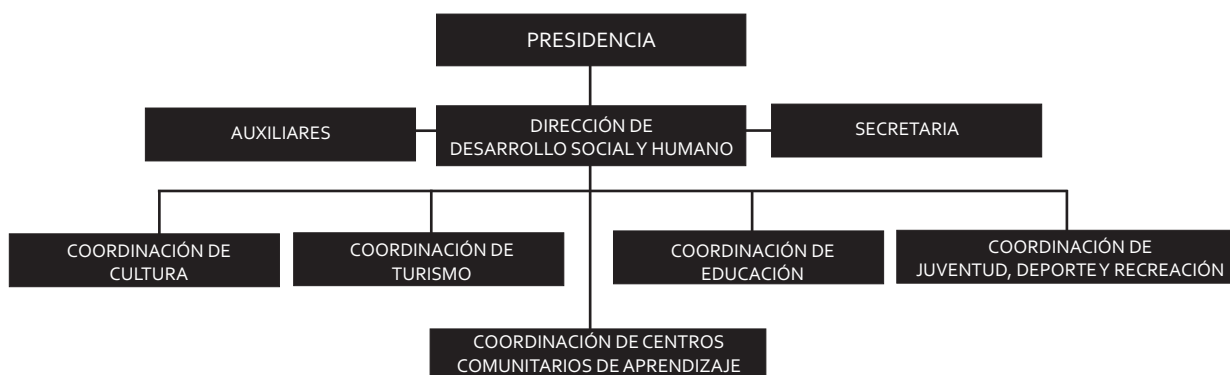 PRESIDENCIA
AUXILIARES
DIRECCIÓN DE
DESARROLLO SOCIAL Y HUMANO
SECRETARIA
COORDINACIÓN DE
CULTURA
COORDINACIÓN DE
TURISMO
COORDINACIÓN DE
EDUCACIÓN
COORDINACIÓN DE
JUVENTUD, DEPORTE Y RECREACIÓN
COORDINACIÓN DE CENTROS
COMUNITARIOS DE APRENDIZAJE